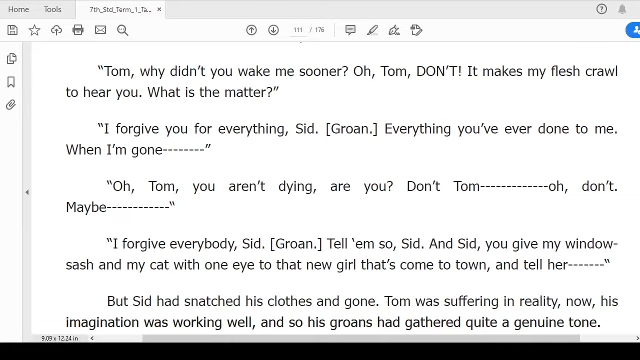 Home Tools 7th_Std_Term_1_Ta... ×
111 / 176
“Tom, why didn’t you wake me sooner? Oh, Tom, DON’T! It makes my flesh crawl
to hear you. What is the matter?”
“I forgive you for everything, Sid. [Groan.] Everything you’ve ever done to me.
When I’m gone--------”
“Oh, Tom, you aren’t dying, are you? Don’t Tom-------------oh, don’t.
Maybe------------“
“I forgive everybody, Sid. [Groan.] Tell ‘em so, Sid. And Sid, you give my window-
sash and my cat with one eye to that new girl that’s come to town, and tell her-------“
But Sid had snatched his clothes and gone. Tom was suffering in reality, now, his
imagination was working well, and so his groans had gathered quite a genuine tone.
9.09 x 12.24 in